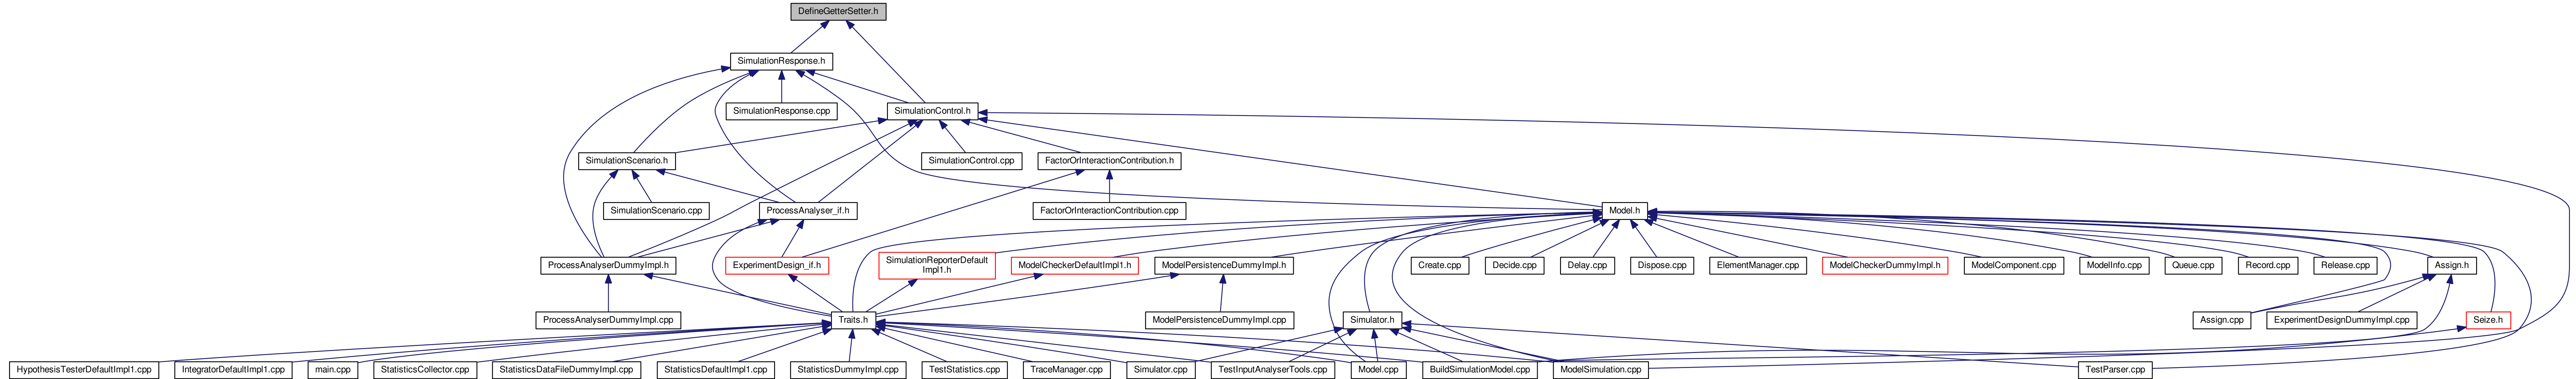 DefineGetterSetter.h
SimulationResponse.h
SimulationResponse.cpp
SimulationControl.h
SimulationScenario.h
SimulationControl.cpp
FactorOrInteractionContribution.h
SimulationScenario.cpp
ProcessAnalyser_if.h
FactorOrInteractionContribution.cpp
Model.h
ProcessAnalyserDummyImpl.h
ExperimentDesign_if.h
SimulationReporterDefault
Impl1.h
ModelCheckerDefaultImpl1.h
ModelPersistenceDummyImpl.h
Create.cpp
Decide.cpp
Delay.cpp
Dispose.cpp
ElementManager.cpp
ModelCheckerDummyImpl.h
ModelComponent.cpp
ModelInfo.cpp
Queue.cpp
Record.cpp
Release.cpp
Assign.h
ProcessAnalyserDummyImpl.cpp
Traits.h
ModelPersistenceDummyImpl.cpp
Simulator.h
Assign.cpp
ExperimentDesignDummyImpl.cpp
Seize.h
HypothesisTesterDefaultImpl1.cpp
IntegratorDefaultImpl1.cpp
main.cpp
StatisticsCollector.cpp
StatisticsDataFileDummyImpl.cpp
StatisticsDefaultImpl1.cpp
StatisticsDummyImpl.cpp
TestStatistics.cpp
TraceManager.cpp
Simulator.cpp
TestInputAnalyserTools.cpp
Model.cpp
BuildSimulationModel.cpp
ModelSimulation.cpp
TestParser.cpp